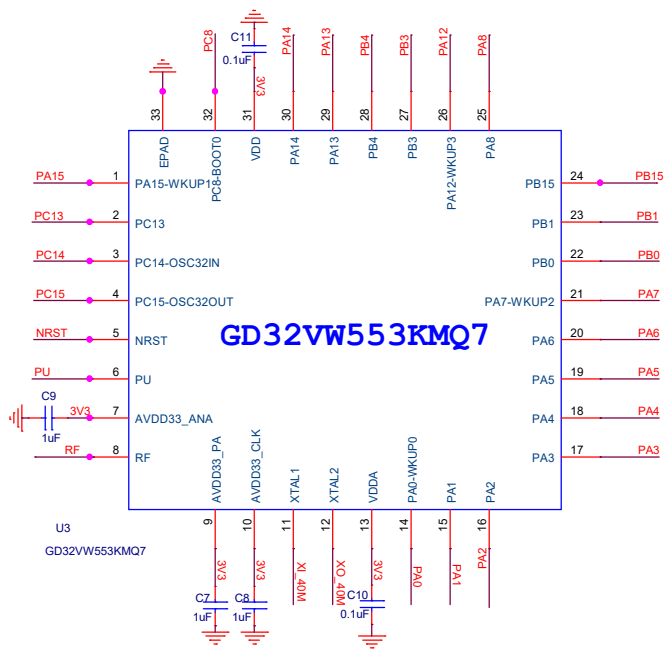 C11
0.1uF
PC8
3V3
PA14
PA13
PB4
PB3
PA12
PA8
33
32
31
30
29
28
27
26
25
EPAD
PC8-BOOT0
VDD
PA14
PA13
PB4
PB3
PA12-WKUP3
PA8
PA15 1 PA15-WKUP1
PC13 2 PC13
PC14 3 PC14-OSC32IN
PC15 4 PC15-OSC32OUT
NRST 5 NRST
PU 6 PU
C9
1uF
3V3 7 AVDD33_ANA
RF 8 RF
PB15 24 PB15
PB1 23 PB1
PB0 22 PB0
PA7-WKUP2 21 PA7
PA6 20 PA6
PA5 19 PA5
PA4 18 PA4
PA3 17 PA3
GD32VW553KMQ7
AVDD33_PA
AVDD33_CLK
XTAL1
XTAL2
VDDA
PA0-WKUP0
PA1
PA2
9
10
11
12
13
14
15
16
U3
GD32VW553KMQ7
3V3
3V3
XI_40M
XO_40M
3V3
PA0
PA1
PA2
C7
1uF
C8
1uF
C10
0.1uF